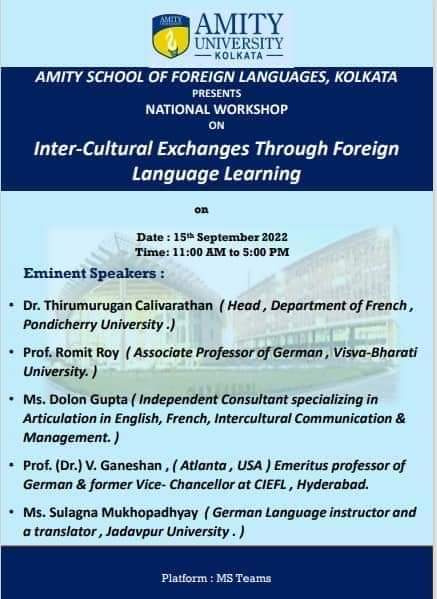 AMITY
UNIVERSITY
KOLKATA
AMITY SCHOOL OF FOREIGN LANGUAGES, KOLKATA
PRESENTS
NATIONAL WORKSHOP
ON
Inter-Cultural Exchanges Through Foreign
Language Learning
on
Date : 15th September 2022
Time: 11:00 AM to 5:00 PM
Eminent Speakers :
• Dr. Thirumurugan Calivarathan ( Head , Department of French ,
Pondicherry University .)
• Prof. Romit Roy ( Associate Professor of German , Visva-Bharati
University. )
• Ms. Dolon Gupta ( Independent Consultant specializing in
Articulation in English, French, Intercultural Communication &
Management. )
• Prof. (Dr.) V. Ganeshan , ( Atlanta , USA ) Emeritus professor of
German & former Vice- Chancellor at CIEFL , Hyderabad.
• Ms. Sulagna Mukhopadhyay ( German Language instructor and
a translator , Jadavpur University . )
Platform : MS Teams